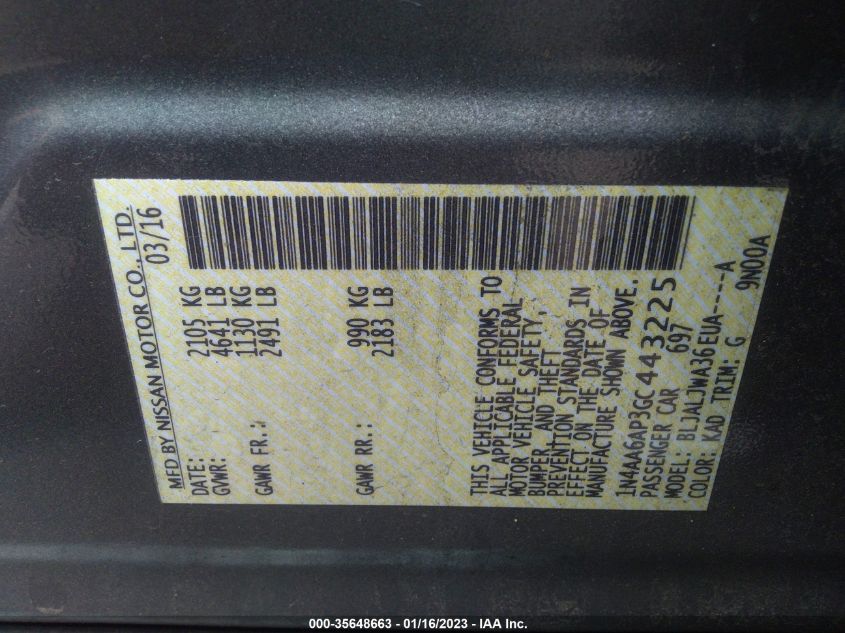 MFD BY NISSAN MOTOR CO., LTD.
DATE: 03/16
GVWR: 2105 KG
4641 LB
GAWR FR.: 1130 KG
2491 LB
GAWR RR.: 990 KG
2183 LB
THIS VEHICLE CONFORMS TO
ALL APPLICABLE FEDERAL
MOTOR VEHICLE SAFETY,
BUMPER, AND THEFT
PREVENTION STANDARDS IN
EFFECT ON THE DATE OF
MANUFACTURE SHOWN ABOVE.
1N4AA6AP3GC443225
PASSENGER CAR 697
MODEL: BLJALJWA36EUA----A
COLOR: KAD TRIM: G 9N00A
000-35648663 - 01/16/2023 - IAA Inc.